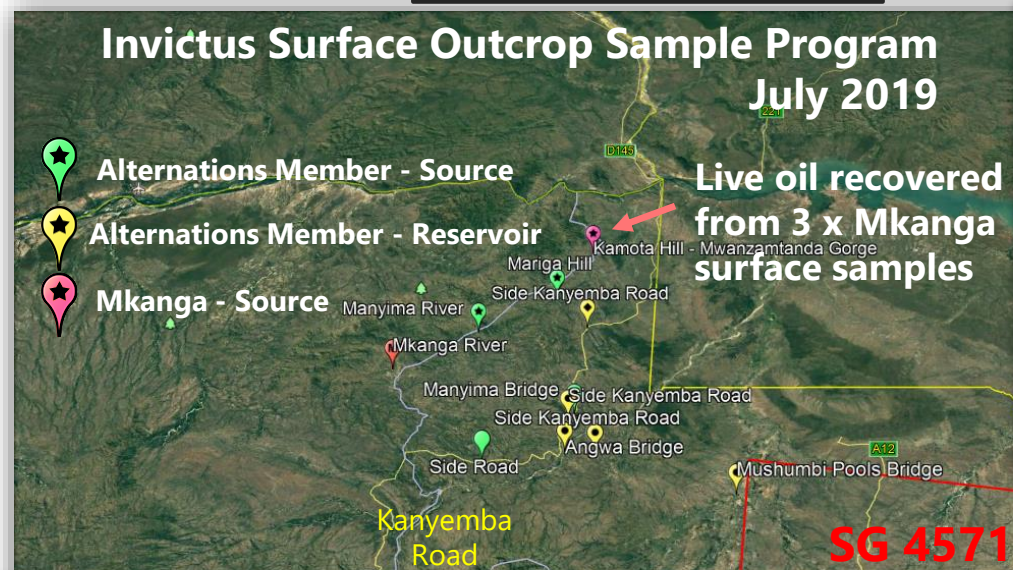 Invictus Surface Outcrop Sample Program
July 2019
221
D145
Alternations Member - Source
Live oil recovered
from 3 x Mkanga
surface samples
Alternations Member - Reservoir
Kamota Hill - Mwanzamtanda Gorge
Mariga Hill
Mkanga - Source
Side Kanyemba Road
Manyima River
Mkanga River
Manyima Bridge
Side Kanyemba Road
Side Kanyemba Road
Angwa Bridge
A12
Side Road
Mushumbi Pools Bridge
Kanyemba
Road
SG 4571